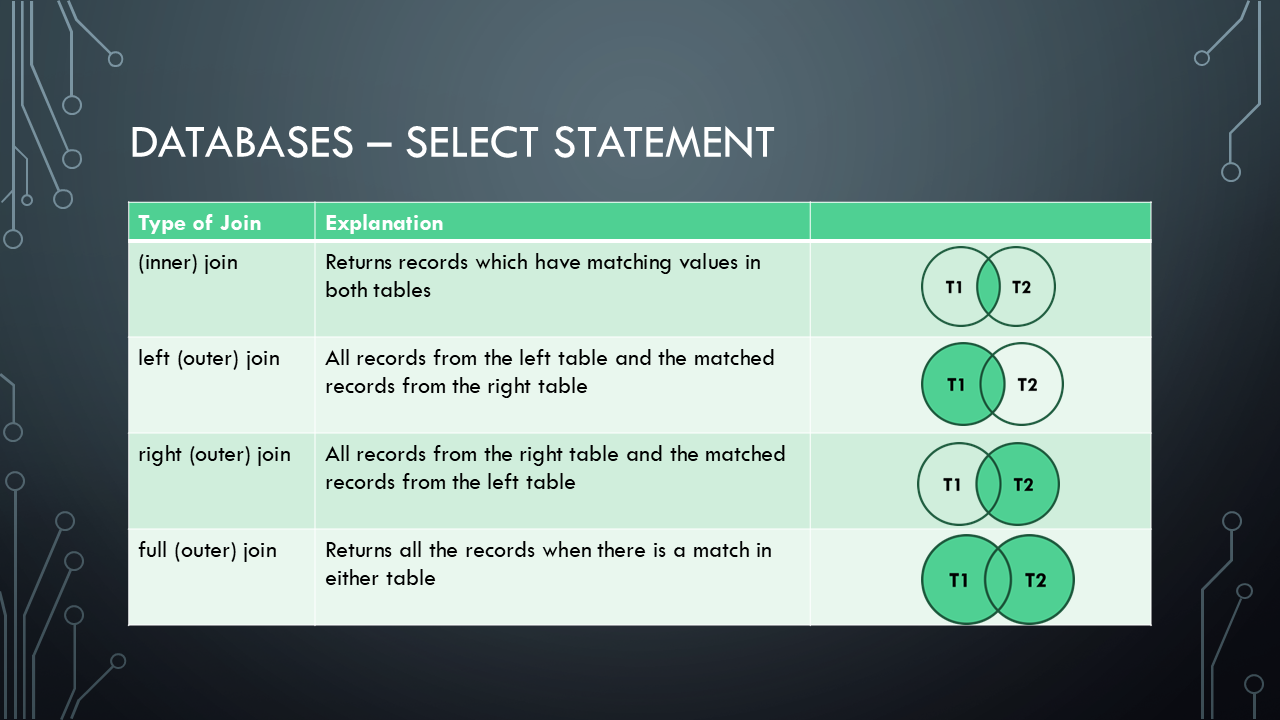 DATABASES – SELECT STATEMENT
Type of Join
Explanation
(inner) join
Returns records which have matching values in
both tables
T1
T2
left (outer) join
All records from the left table and the matched
records from the right table
T1
T2
right (outer) join
All records from the right table and the matched
records from the left table
T1
T2
full (outer) join
Returns all the records when there is a match in
either table
T1
T2